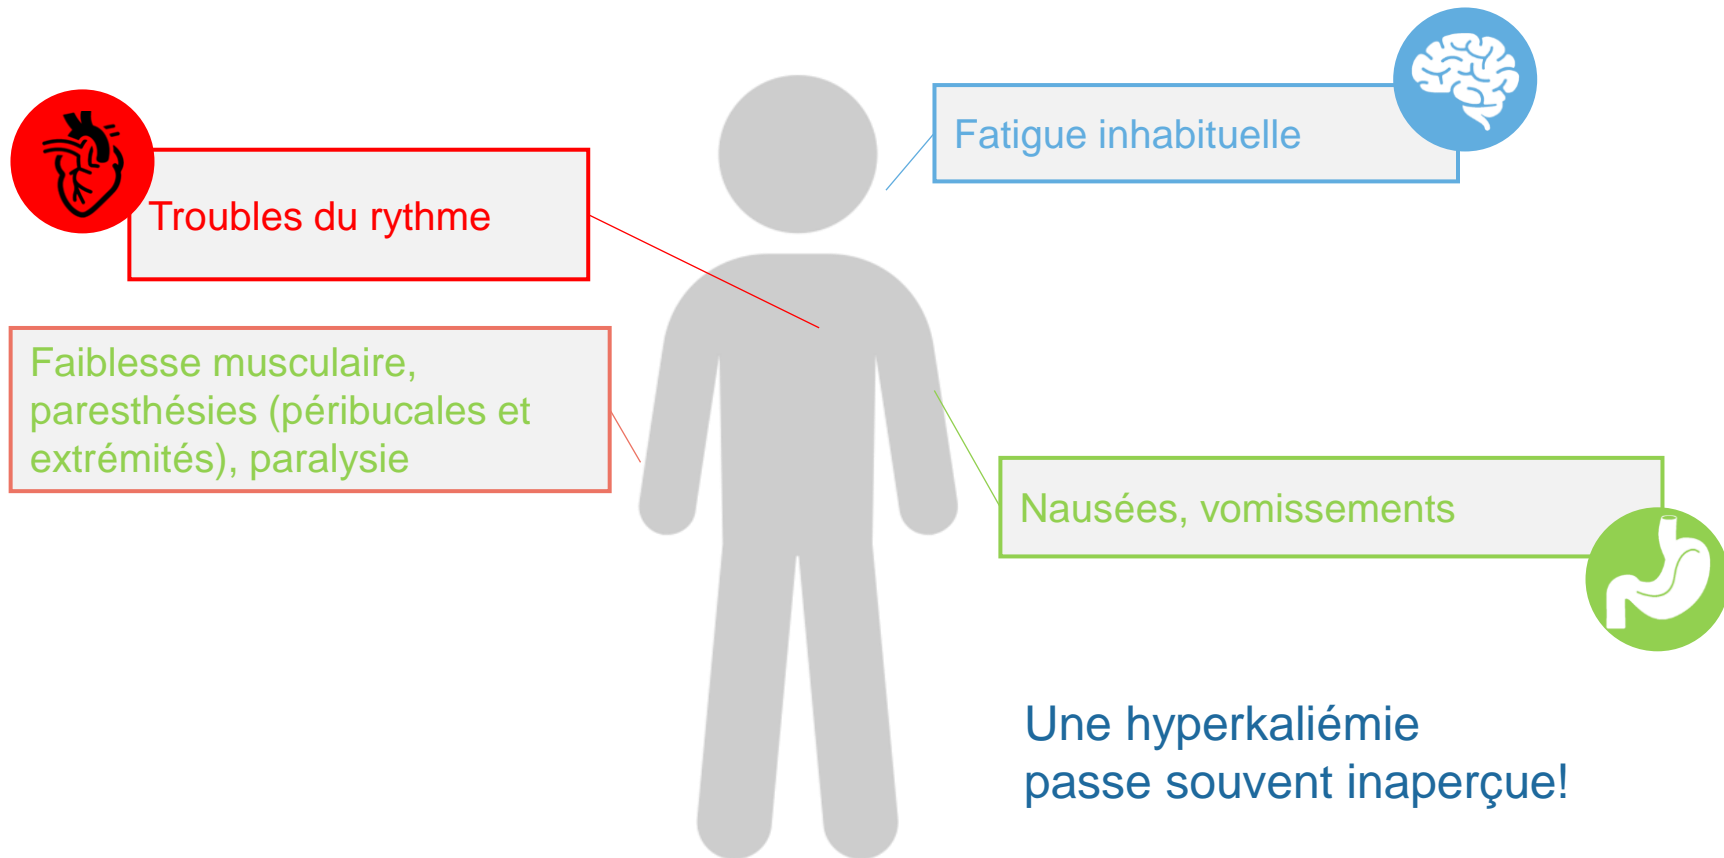 Fatigue inhabituelle
Troubles du rythme
Faiblesse musculaire,
paresthésies (péribucales et
extrémités), paralysie
Nausées, vomissements
Une hyperkaliémie
passe souvent inaperçue!